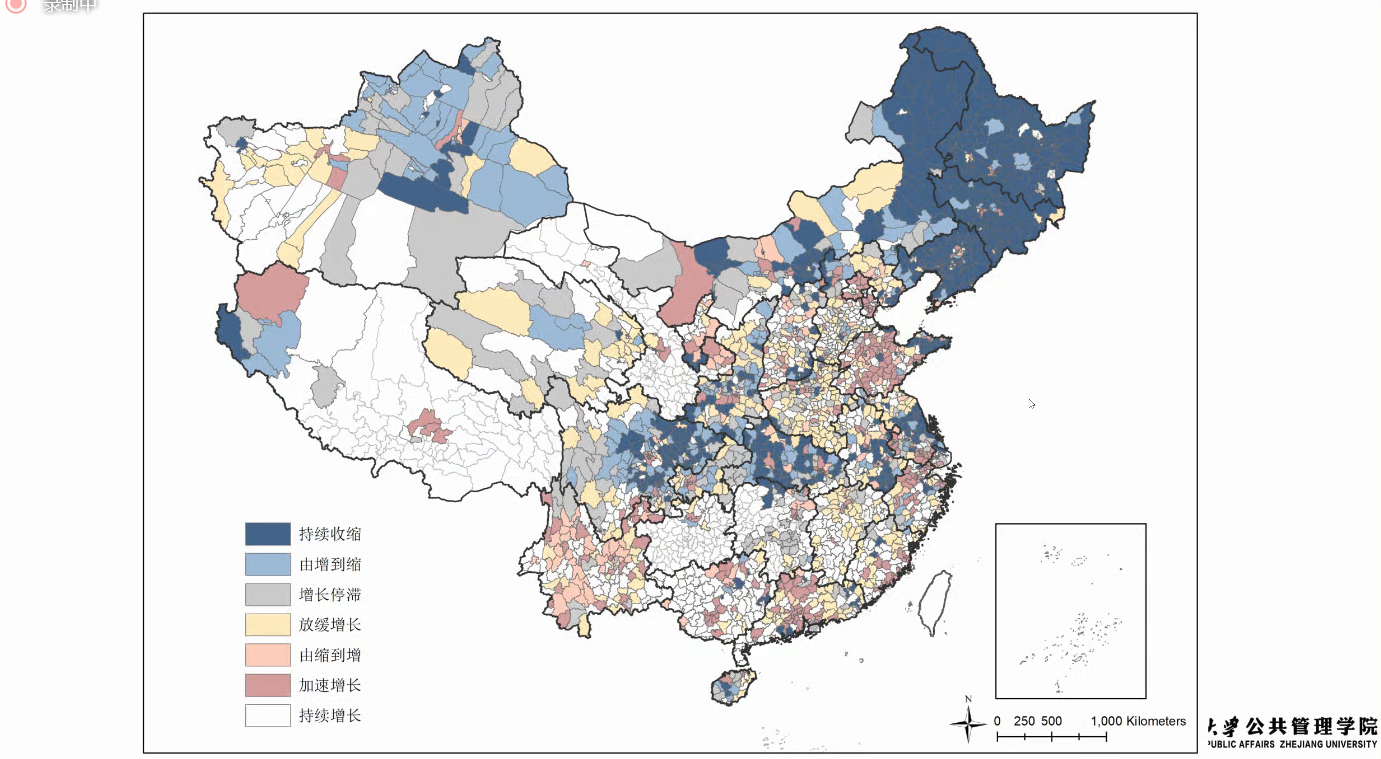 录制中
持续收缩
由增到缩
增长停滞
放缓增长
由缩到增
加速增长
持续增长
N
0 250 500 1,000 Kilometers
大学公共管理学院
PUBLIC AFFAIRS ZHEJIANG UNIVERSITY